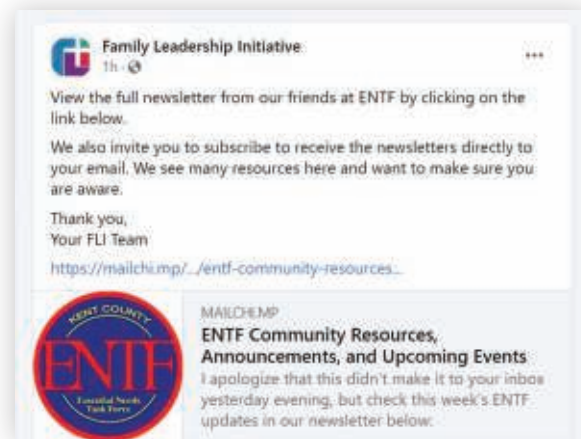 Family Leadership Initiative
1h ·
...
View the full newsletter from our friends at ENTF by clicking on the
link below.
We also invite you to subscribe to receive the newsletters directly to
your email. We see many resources here and want to make sure you
are aware.
Thank you,
Your FLI Team
https://mailchi.mp/.../entf-community-resources...
KENT COUNTY
ENTF
Essential Needs
Task Force
MAILCHI.MP
ENTF Community Resources,
Announcements, and Upcoming Events
I apologize that this didn't make it to your inbox
yesterday evening, but check this week's ENTF
updates in our newsletter below: